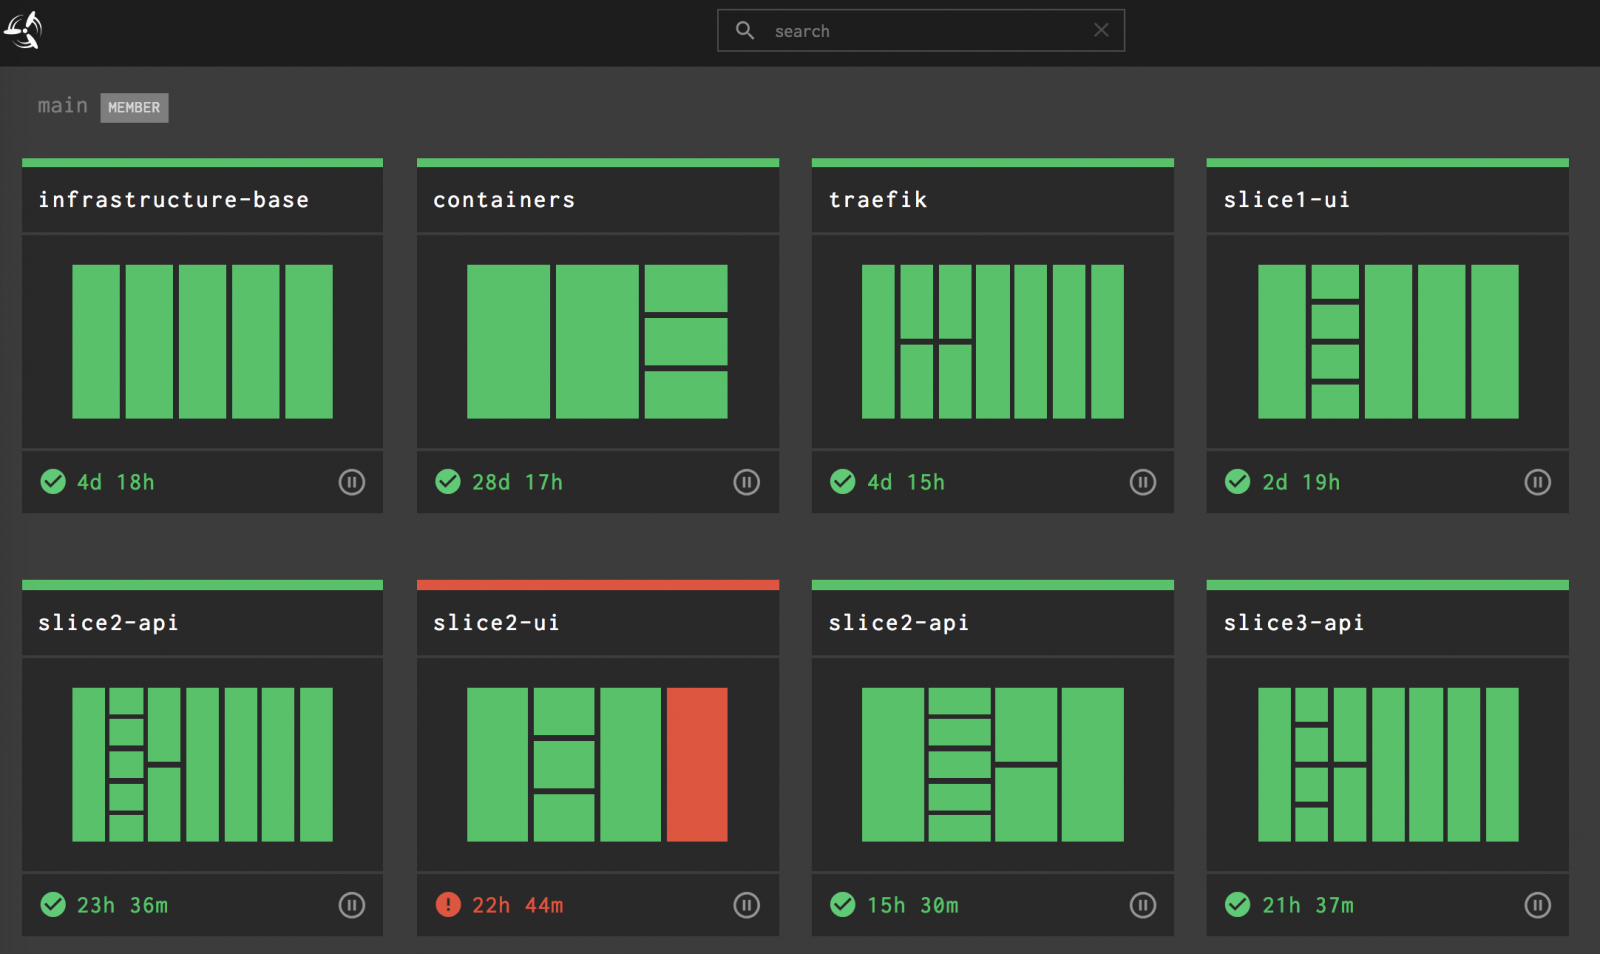 search
main MEMBER
infrastructure-base
containers
traefik
slice1-ui
4d 18h
28d 17h
4d 15h
2d 19h
slice2-api
slice2-ui
slice2-api
slice3-api
23h 36m
22h 44m
15h 30m
21h 37m